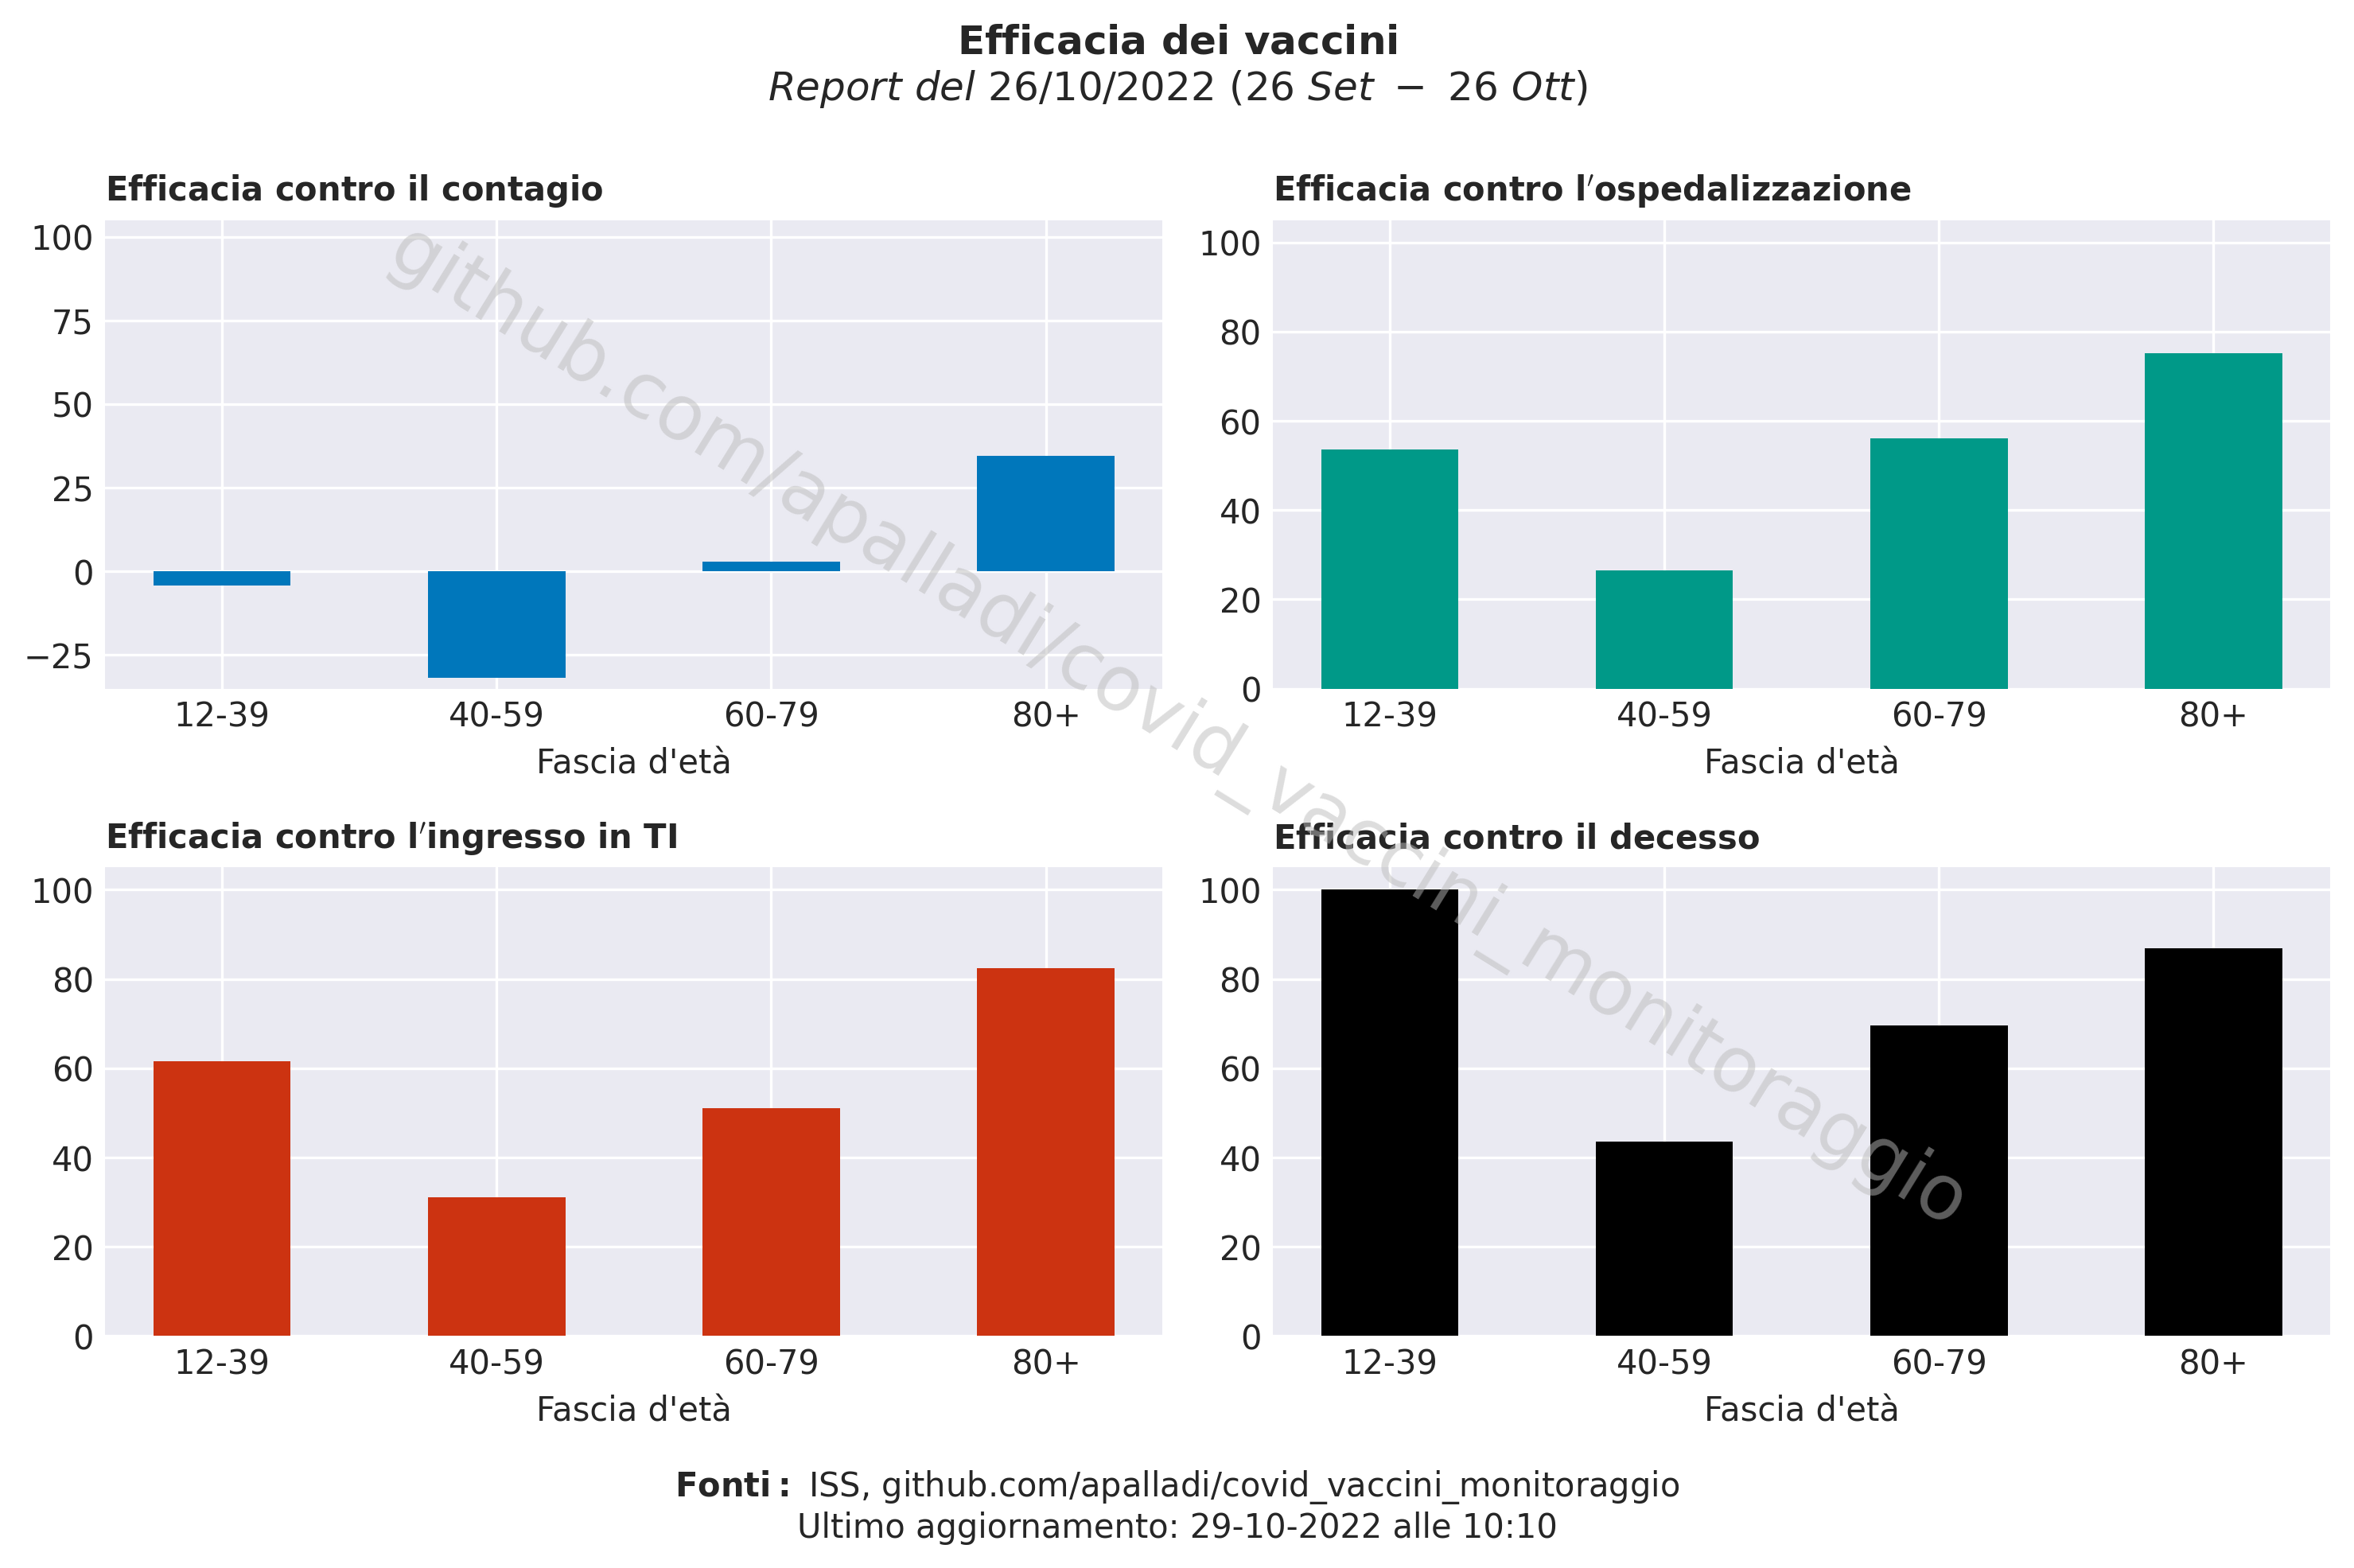 Efficacia dei vaccini
Report del 26/10/2022 (26 Set − 26 Ott)
Efficacia contro il contagio
100
75
50
25
0
−25
12-39 40-59 60-79 80+
Fascia d'età
Efficacia contro l′ospedalizzazione
100
80
60
40
20
0
12-39 40-59 60-79 80+
Fascia d'età
Efficacia contro l′ingresso in TI
100
80
60
40
20
0
12-39 40-59 60-79 80+
Fascia d'età
Efficacia contro il decesso
100
80
60
40
20
0
12-39 40-59 60-79 80+
Fascia d'età
github.com/apalladi/covid_vaccini_monitoraggio
Fonti: ISS, github.com/apalladi/covid_vaccini_monitoraggio
Ultimo aggiornamento: 29-10-2022 alle 10:10